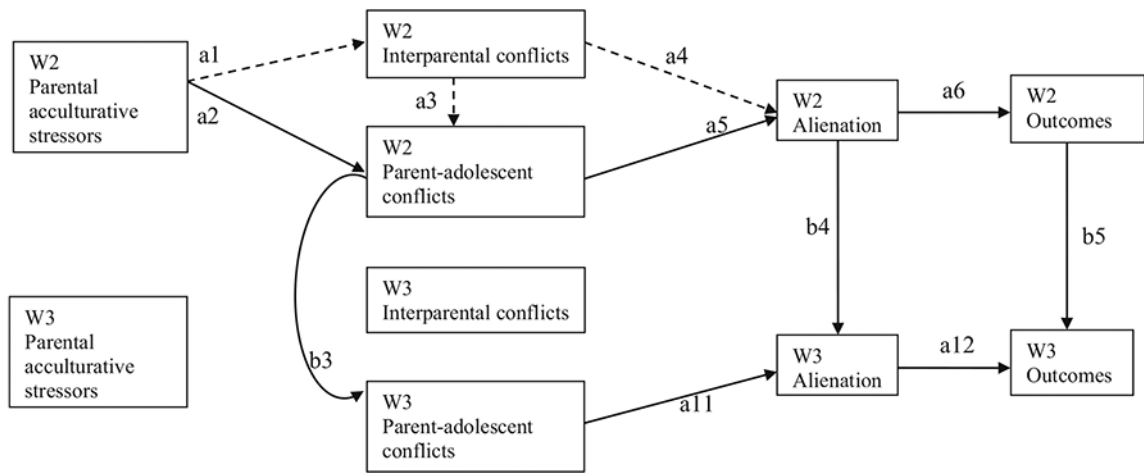 W2
Parental
acculturative
stressors
a1
a2
W2
Interparental conflicts
a3
a4
W2
Parent-adolescent
conflicts
a5
W2
Alienation
a6
W2
Outcomes
b4
b5
W3
Parental
acculturative
stressors
W3
Interparental conflicts
b3
W3
Parent-adolescent
conflicts
a11
W3
Alienation
a12
W3
Outcomes